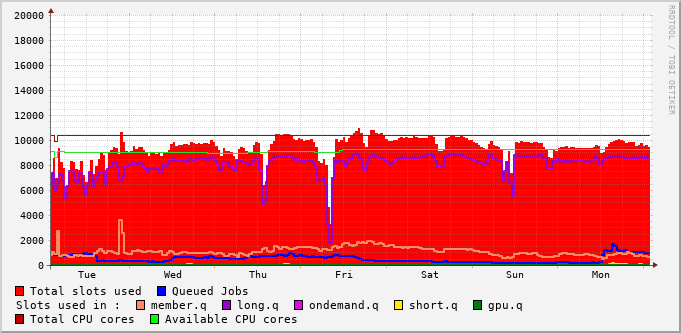 20000
18000
16000
14000
12000
10000
8000
6000
4000
2000
0
Tue Wed Thu Fri Sat Sun Mon
RRDTOOL / TOBI OETIKER
Total slots used Queued Jobs
Slots used in : member.q long.q ondemand.q short.q gpu.q
Total CPU cores Available CPU cores